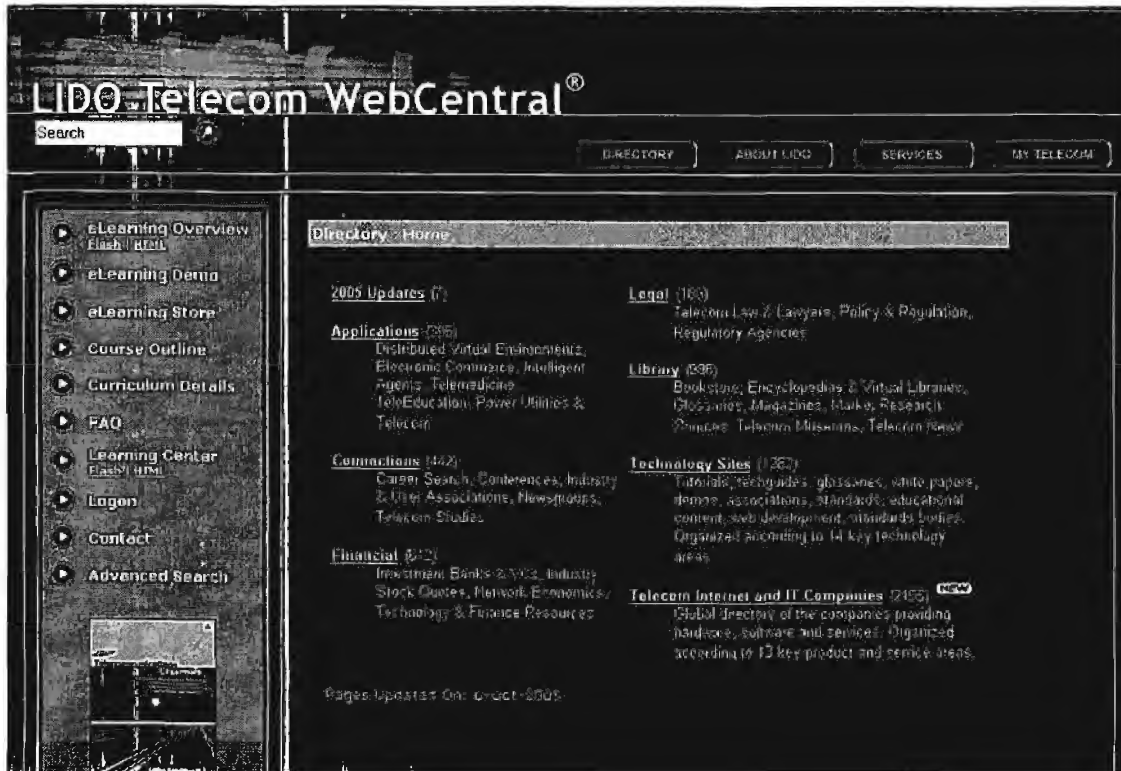 LIDO Telecom WebCentral®
Search
DIRECTORY
ABOUT LIDO
SERVICES
MY TELECOM
eLearning Overview
Flash | HTML
eLearning Demo
eLearning Store
Course Outline
Curriculum Details
FAQ
Learning Center
Flash | HTML
Logon
Contact
Advanced Search
Directory : Home
2005 Updates
Applications
Distributed Virtual Environments,
Electronic Commerce, Intelligent
Agents, Telemedicine
TeleEducation, Power Utilities &
Telecom
Connections (442)
Career Search, Conferences, Industry
& User Associations, Newsgroups,
Telecom Studies
Financial
Investment Banks & VCs, Industry
Stock Quotes, Network Economics,
Technology & Finance Resources
Legal
Telecom Law & Lawyers, Policy & Regulation,
Regulatory Agencies
Library
Bookstore, Encyclopedias & Virtual Libraries,
Glossaries, Magazines, Market Research
Sources, Telecom Museums, Telecom News
Technology Sites
Tutorials, techguides, glossaries, white papers,
demos, associations, standards, educational
content, web development, standards bodies.
Organized according to 14 key technology
areas.
Telecom Internet and IT Companies NEW
Global directory of the companies providing
hardware, software and services. Organized
according to 13 key product and service areas.
Pages Updated On: